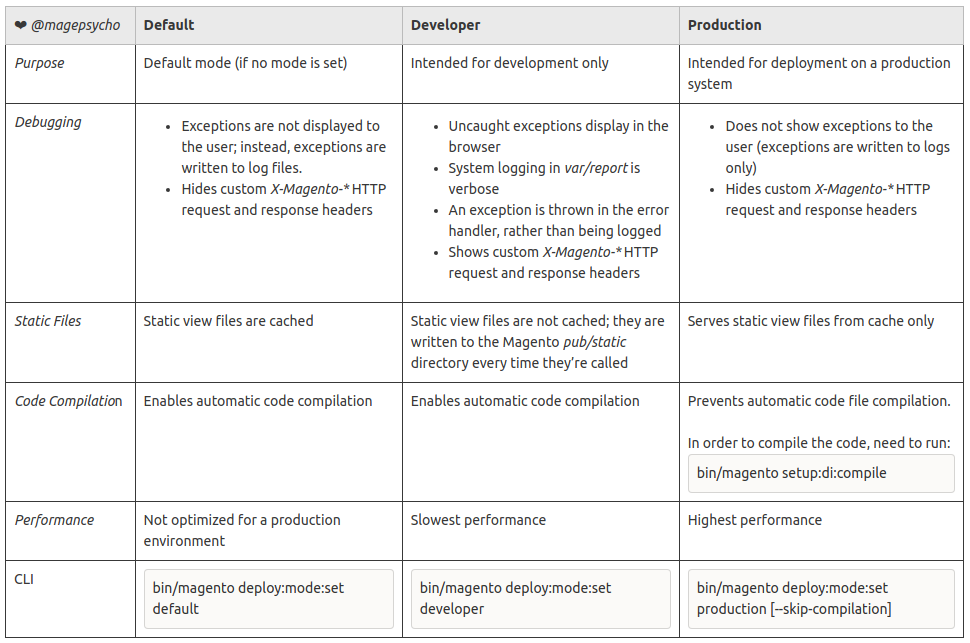 ❤ @magepsycho
Default
Developer
Production
Purpose
Default mode (if no mode is set)
Intended for development only
Intended for deployment on a production
system
Debugging
• Exceptions are not displayed to
the user; instead, exceptions are
written to log files.
• Hides custom X-Magento-* HTTP
request and response headers
• Uncaught exceptions display in the
browser
• System logging in var/report is
verbose
• An exception is thrown in the error
handler, rather than being logged
• Shows custom X-Magento-* HTTP
request and response headers
• Does not show exceptions to the
user (exceptions are written to logs
only)
• Hides custom X-Magento-* HTTP
request and response headers
Static Files
Static view files are cached
Static view files are not cached; they are
written to the Magento pub/static
directory every time they’re called
Serves static view files from cache only
Code Compilation
Enables automatic code compilation
Enables automatic code compilation
Prevents automatic code file compilation.
In order to compile the code, need to run:
bin/magento setup:di:compile
Performance
Not optimized for a production
environment
Slowest performance
Highest performance
CLI
bin/magento deploy:mode:set
default
bin/magento deploy:mode:set
developer
bin/magento deploy:mode:set
production [--skip-compilation]